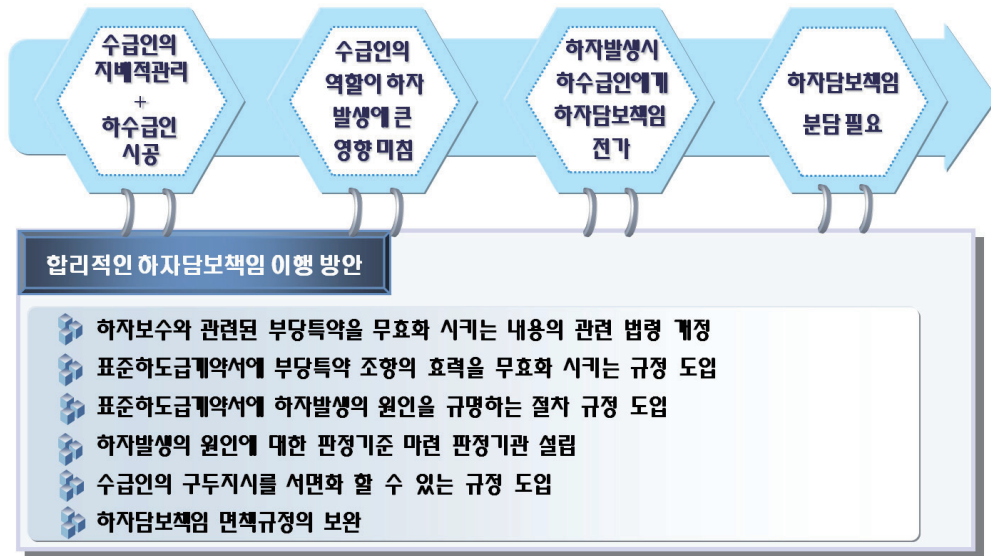 수급인의
지배적관리
+
하수급인
시공
수급인의
역할이 하자
발생에 큰
영향 미침
하자발생시
하수급인에게
하자담보책임
전가
하자담보책임
분담 필요
합리적인 하자담보책임 이행 방안
하자보수와 관련된 부당특약을 무효화 시키는 내용의 관련 법령 개정
표준하도급계약서에 부당특약 조항의 효력을 무효화 시키는 규정 도입
표준하도급계약서에 하자발생의 원인을 규명하는 절차 규정 도입
하자발생의 원인에 대한 판정기준 마련 판정기관 설립
수급인의 구두지시를 서면화 할 수 있는 규정 도입
하자담보책임 면책규정의 보완